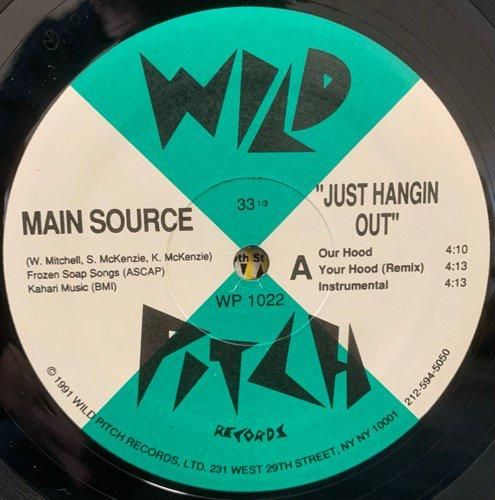 WILD
MAIN SOURCE
(W. Mitchell, S. McKenzie, K. McKenzie)
Frozen Soap Songs (ASCAP)
Kahari Music (BMI)
33 1/3
th St
WP 1022
"JUST HANGIN
OUT"
A
Our Hood 4:10
Your Hood (Remix) 4:13
Instrumental 4:13
PITCH
RECORDS
© 1991 WILD PITCH RECORDS, LTD. 231 WEST 29TH STREET, NY NY 10001 212-594-5050